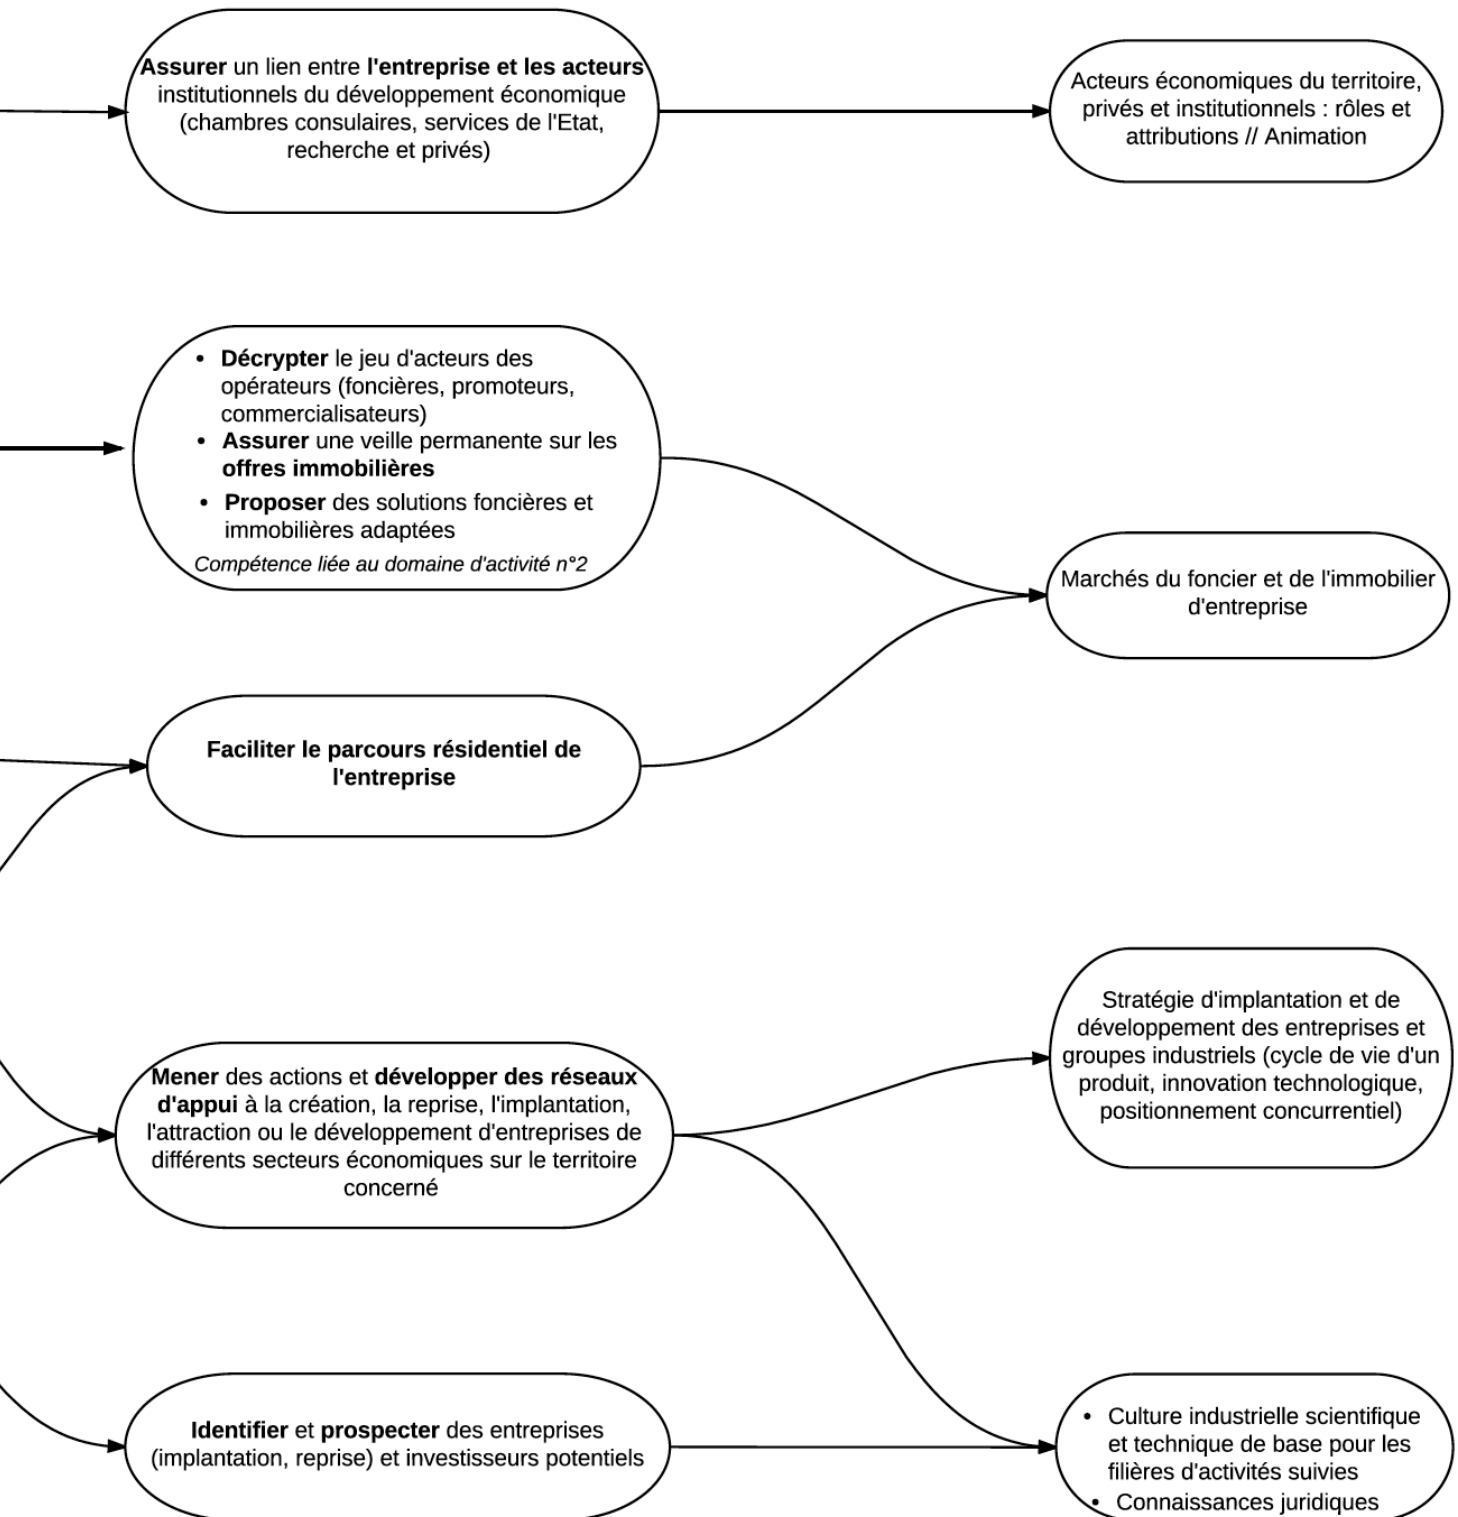 Assurer un lien entre l'entreprise et les acteurs
institutionnels du développement économique
(chambres consulaires, services de l'Etat,
recherche et privés)
Acteurs économiques du territoire,
privés et institutionnels : rôles et
attributions // Animation
• Décrypter le jeu d'acteurs des
opérateurs (foncières, promoteurs,
commercialisateurs)
• Assurer une veille permanente sur les
offres immobilières
• Proposer des solutions foncières et
immobilières adaptées
Compétence liée au domaine d'activité n°2
Marchés du foncier et de l'immobilier
d'entreprise
Faciliter le parcours résidentiel de
l'entreprise
Stratégie d'implantation et de
développement des entreprises et
groupes industriels (cycle de vie d'un
produit, innovation technologique,
positionnement concurrentiel)
Mener des actions et développer des réseaux
d'appui à la création, la reprise, l'implantation,
l'attraction ou le développement d'entreprises de
différents secteurs économiques sur le territoire
concerné
Identifier et prospecter des entreprises
(implantation, reprise) et investisseurs potentiels
• Culture industrielle scientifique
et technique de base pour les
filières d'activités suivies
• Connaissances juridiques